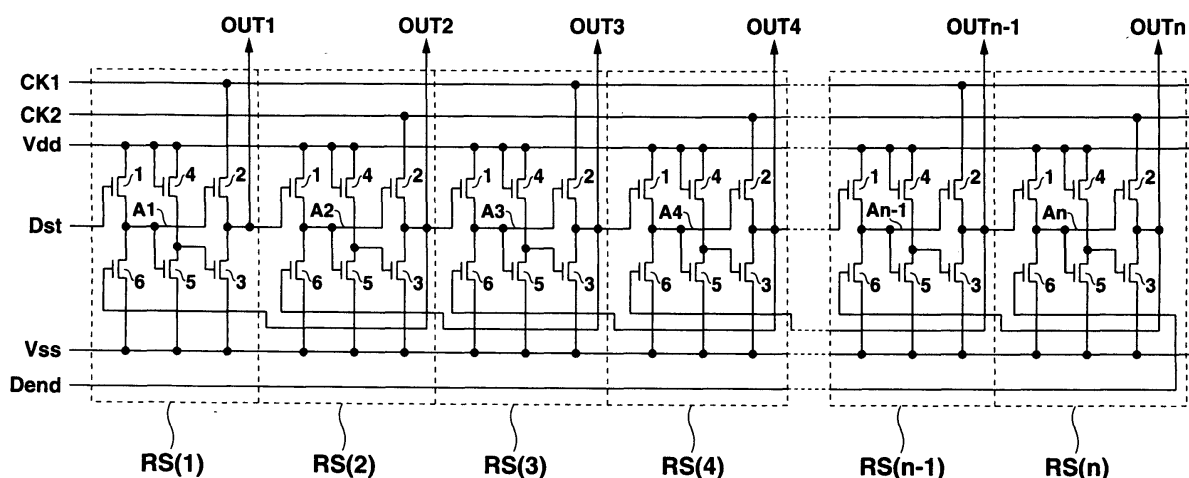 OUT1 OUT2 OUT3 OUT4 OUTn-1 OUTn
CK1
CK2
Vdd
1 4 2 1 4 2 1 4 2 1 4 2 1 4 2 1 4 2
A1 A2 A3 A4 An-1 An
Dst
6 5 3 6 5 3 6 5 3 6 5 3 6 5 3 6 5 3
Vss
Dend
RS(1) RS(2) RS(3) RS(4) RS(n-1) RS(n)